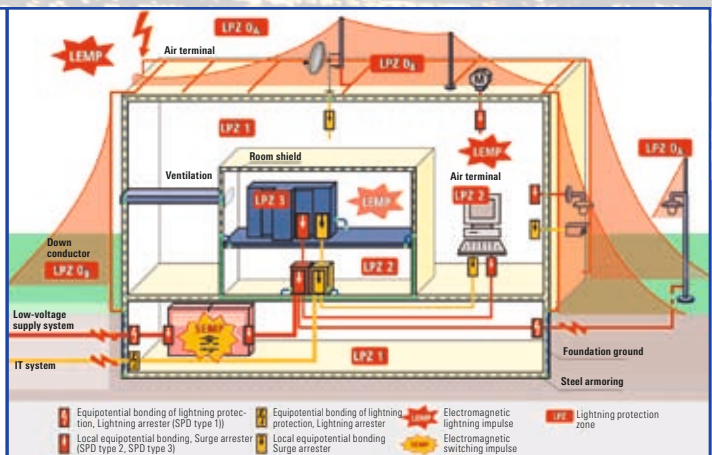 LPZ 0A
LEMP
Air terminal
LPZ 0B
LPZ 1
LEMP
Room shield
Ventilation
Air terminal
LPZ 0A
LPZ 3
LEMP
LPZ 2
M
Down
conductor
LPZ 0B
LPZ 2
Low-voltage
supply system
SEMP
IT system
LPZ 1
Foundation ground
Steel armoring
Equipotential bonding of lightning protec-
tion, Lightning arrester (SPD type 1))
Local equipotential bonding, Surge arrester
(SPD type 2, SPD type 3)
Equipotential bonding of lightning
protection, Lightning arrester
Local equipotential bonding
Surge arrester
LEMP
Electromagnetic
lightning impulse
SEMP
Electromagnetic
switching impulse
LPZ
Lightning protection
zone